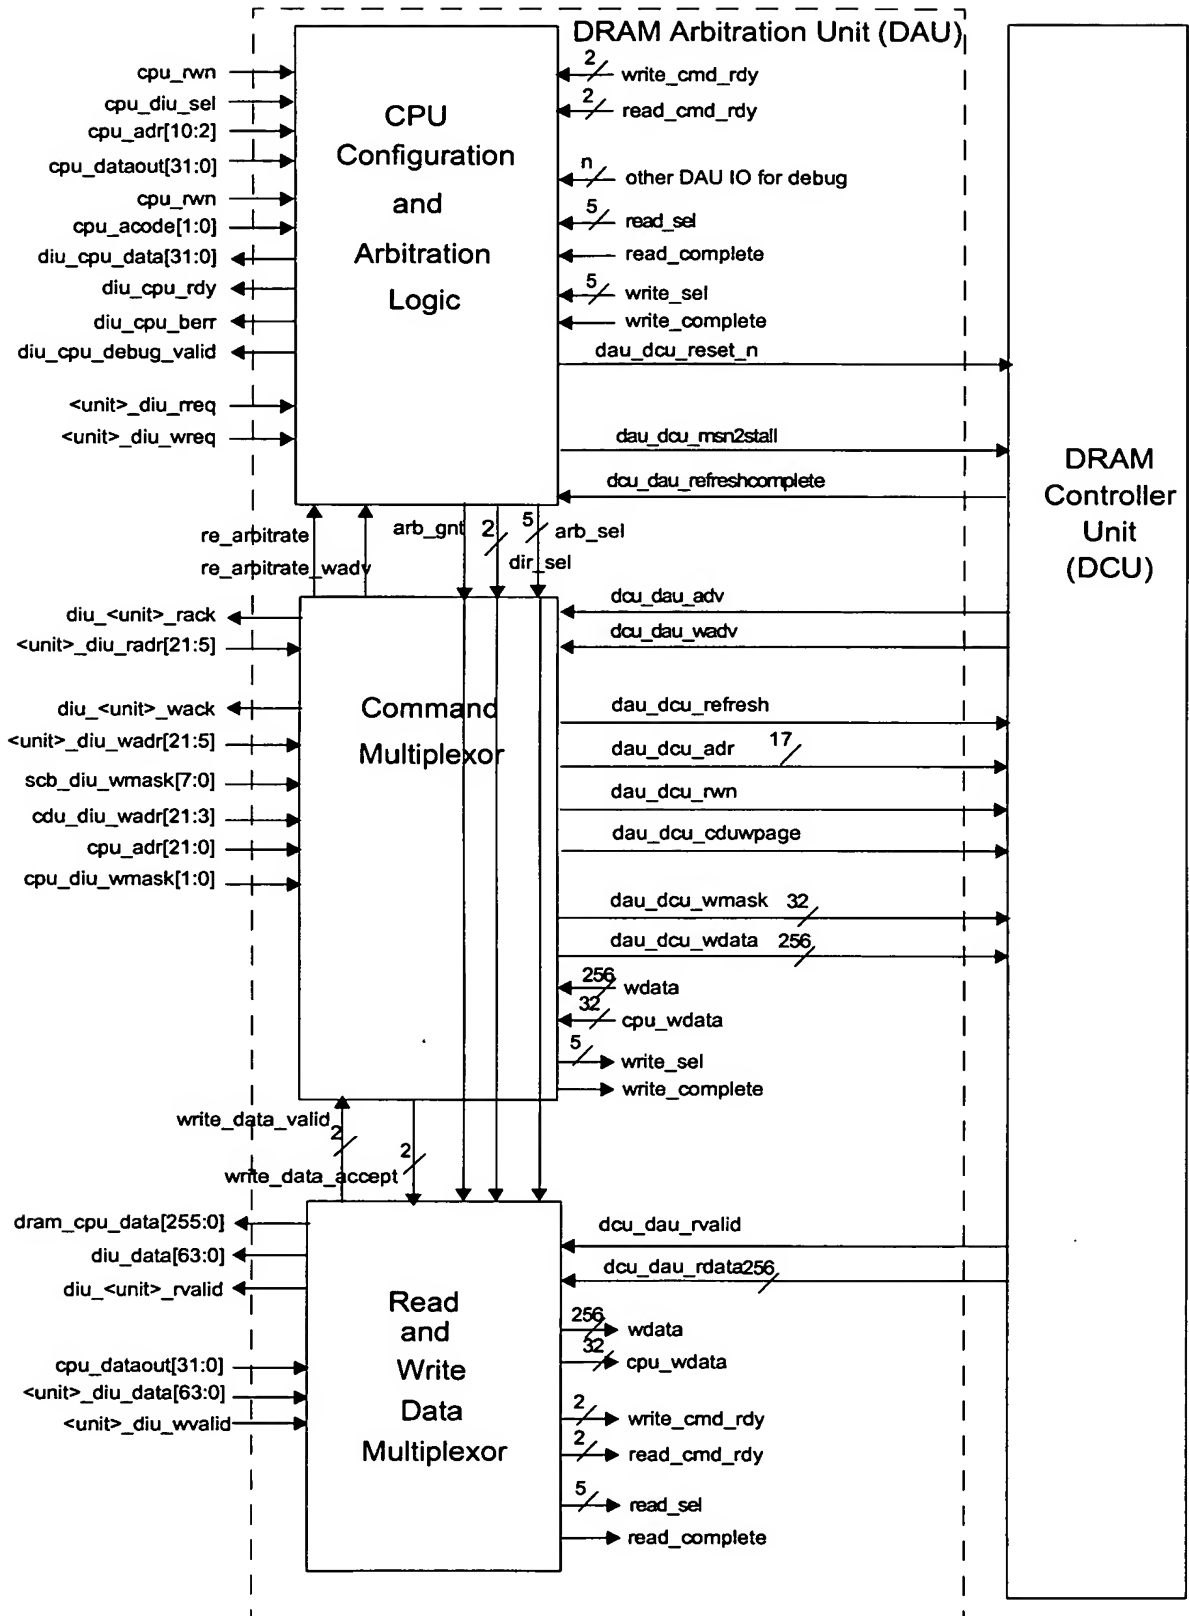 DRAM Arbitration Unit (DAU)
cpu_rwn
cpu_diu_sel
cpu_adr[10:2]
cpu_dataout[31:0]
cpu_rwn
cpu_acode[1:0]
diu_cpu_data[31:0]
diu_cpu_rdy
diu_cpu_berr
diu_cpu_debug_valid
<unit>_diu_rreq
<unit>_diu_wreq
CPU
Configuration
and
Arbitration
Logic
2
write_cmd_rdy
2
read_cmd_rdy
n
other DAU IO for debug
5
read_sel
read_complete
5
write_sel
write_complete
dau_dcu_reset_n
dau_dcu_msn2stall
dcu_dau_refreshcomplete
DRAM
Controller
Unit
(DCU)
re_arbitrate
re_arbitrate_wadv
arb_gnt
2
dir_sel
5
arb_sel
diu_<unit>_rack
<unit>_diu_radr[21:5]
diu_<unit>_wack
<unit>_diu_wadr[21:5]
scb_diu_wmask[7:0]
cdu_diu_wadr[21:3]
cpu_adr[21:0]
cpu_diu_wmask[1:0]
Command
Multiplexor
dcu_dau_adv
dcu_dau_wadv
dau_dcu_refresh
dau_dcu_adr 17
dau_dcu_rwn
dau_dcu_cduwpage
dau_dcu_wmask 32
dau_dcu_wdata 256
256
wdata
32
cpu_wdata
5
write_sel
write_complete
write_data_valid
2
write_data_accept
2
dram_cpu_data[255:0]
diu_data[63:0]
diu_<unit>_rvalid
cpu_dataout[31:0]
<unit>_diu_data[63:0]
<unit>_diu_wvalid
Read
and
Write
Data
Multiplexor
dcu_dau_rvalid
dcu_dau_rdata 256
256
wdata
32
cpu_wdata
2
write_cmd_rdy
2
read_cmd_rdy
5
read_sel
read_complete